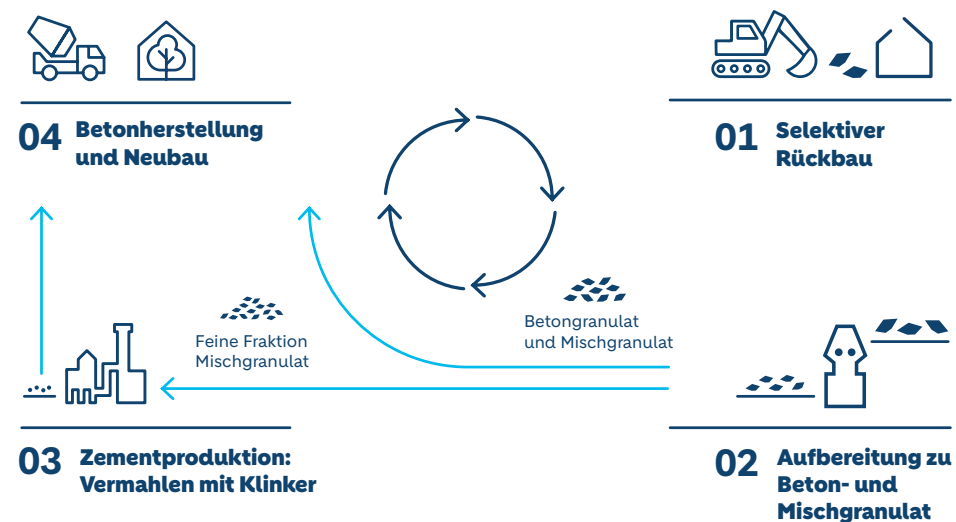 04 Betonherstellung
und Neubau
01 Selektiver
Rückbau
Feine Fraktion
Mischgranulat
Betongranulat
und Mischgranulat
03 Zementproduktion:
Vermahlen mit Klinker
02 Aufbereitung zu
Beton- und
Mischgranulat